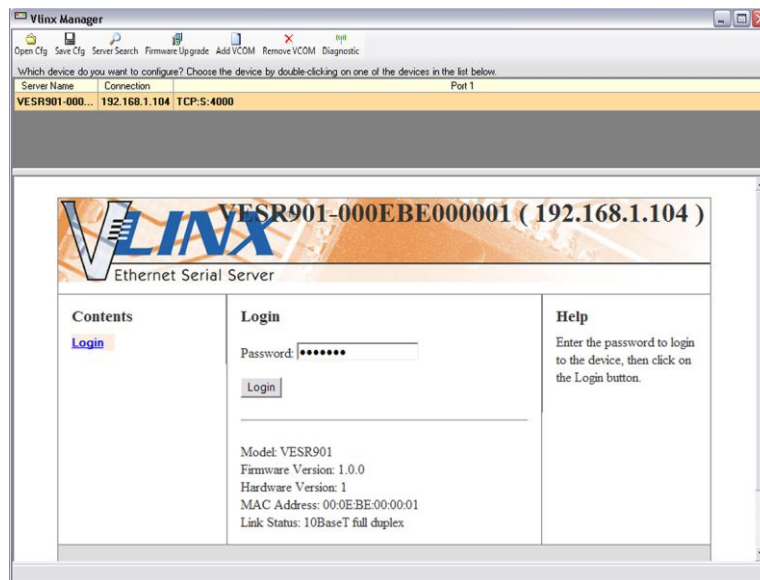 Vlinx Manager
Open Cfg Save Cfg Server Search Firmware Upgrade Add VCOM Remove VCOM Diagnostic
Which device do you want to configure? Choose the device by double-clicking on one of the devices in the list below.
Server Name Connection Port 1
VESR901-000... 192.168.1.104 TCP:S:4000
VLINX
VESR901-000EBE000001 ( 192.168.1.104 )
Ethernet Serial Server
Contents
Login
Login
Password: •••••••
Login
Model: VESR901
Firmware Version: 1.0.0
Hardware Version: 1
MAC Address: 00:0E:BE:00:00:01
Link Status: 10BaseT full duplex
Help
Enter the password to login
to the device, then click on
the Login button.